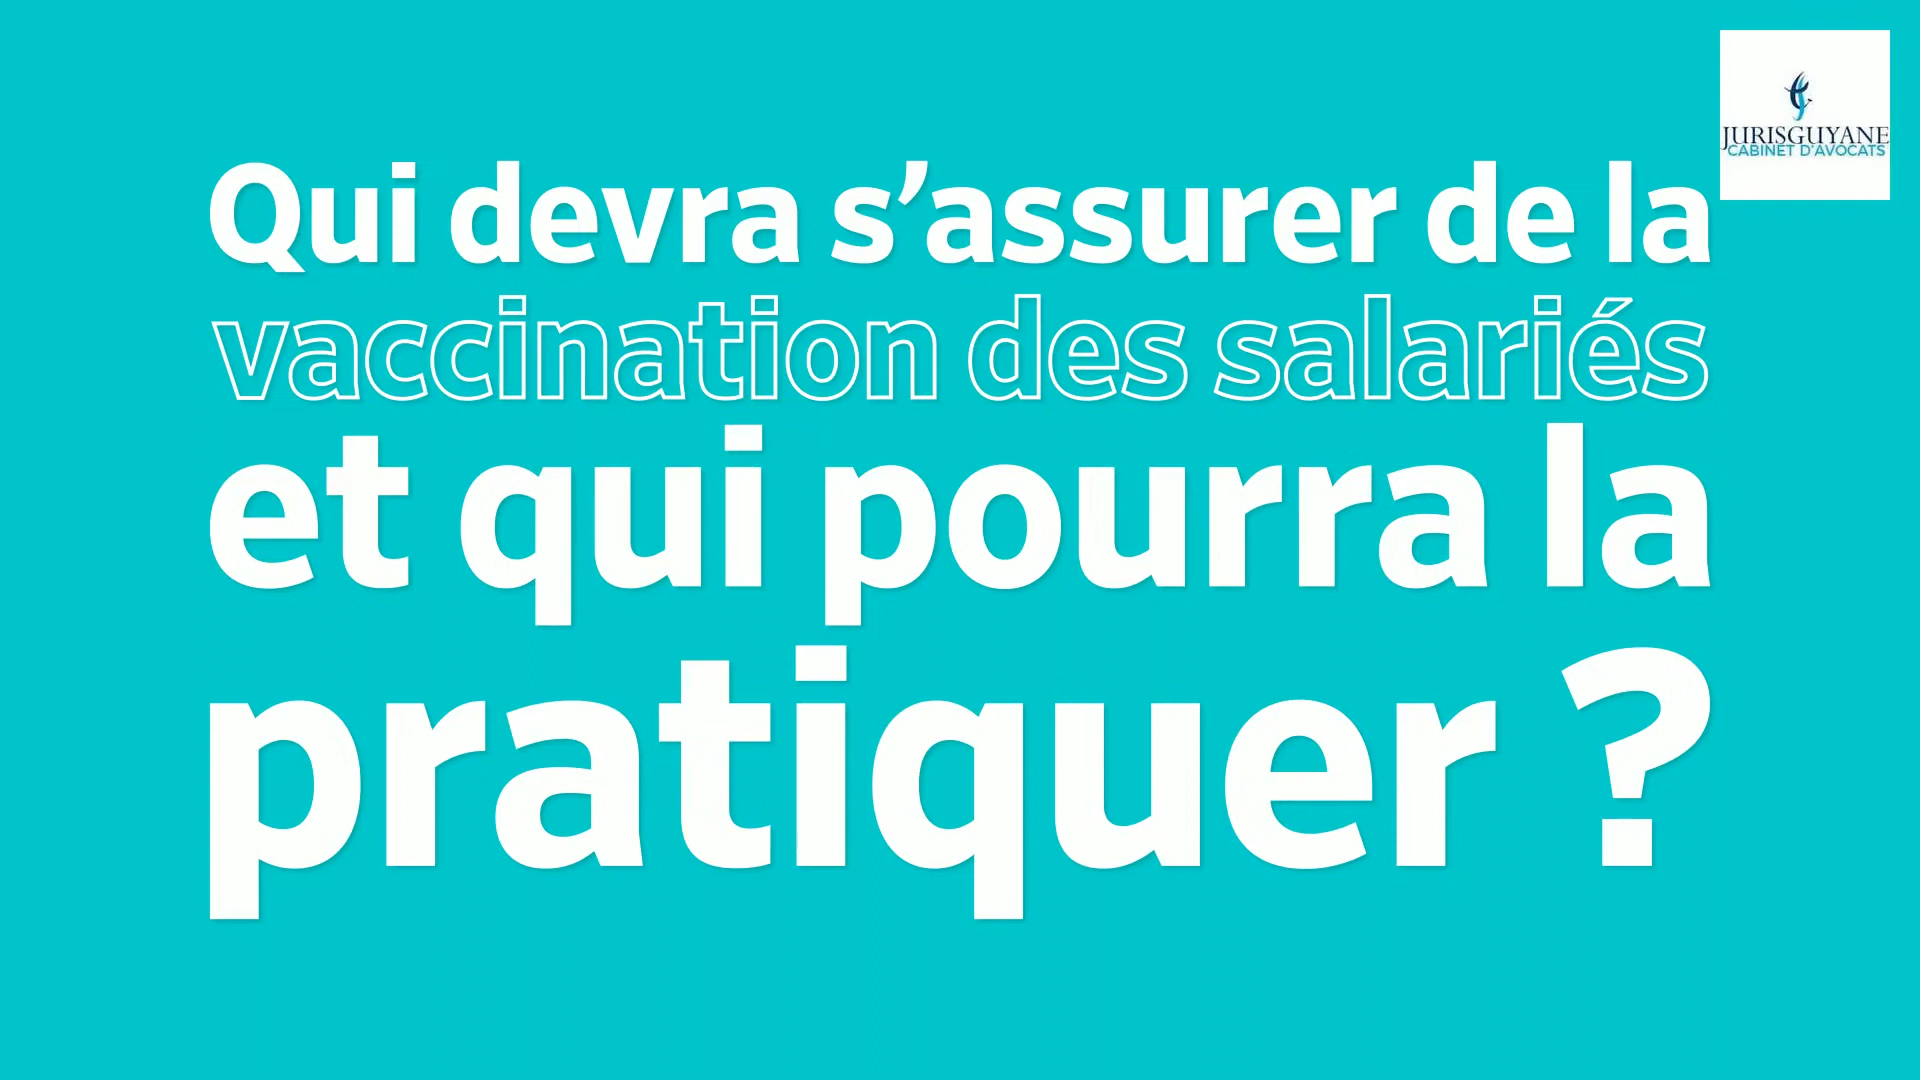 JURISGUYANE
CABINET D'AVOCATS
Qui devra s’assurer de la
vaccination des salariés
et qui pourra la
pratiquer ?